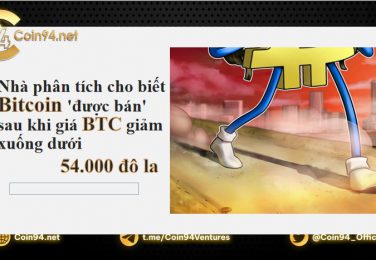 94 Coin94.net
Nhà phân tích cho biết
Bitcoin 'được bán'
sau khi giá BTC giảm
xuống dưới
54.000 đô la
Coin94.net
t.me/Coin94Ventures
@Coin94_Offic